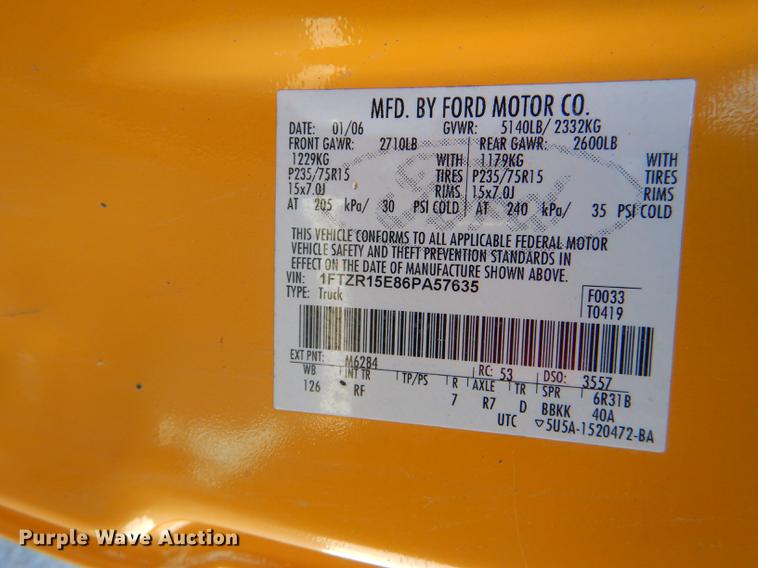 MFD. BY FORD MOTOR CO.
DATE: 01/06 GVWR: 5140LB/ 2332KG
FRONT GAWR: 2710LB REAR GAWR: 2600LB
1229KG WITH 1179KG WITH
P235/75R15 TIRES P235/75R15 TIRES
15x7.0J RIMS 15x7.0J RIMS
AT 205 kPa/ 30 PSI COLD AT 240 kPa/ 35 PSI COLD
THIS VEHICLE CONFORMS TO ALL APPLICABLE FEDERAL MOTOR
VEHICLE SAFETY AND THEFT PREVENTION STANDARDS IN
EFFECT ON THE DATE OF MANUFACTURE SHOWN ABOVE.
VIN: 1FTZR15E86PA57635
TYPE: Truck
F0033
T0419
EXT PNT: M6284 RC: 53 DSO: 3557
WB INT TR TP/PS R AXLE TR SPR 6R31B
126 RF 7 R7 D BBKK 40A
UTC ▽5U5A-1520472-BA
Purple Wave Auction